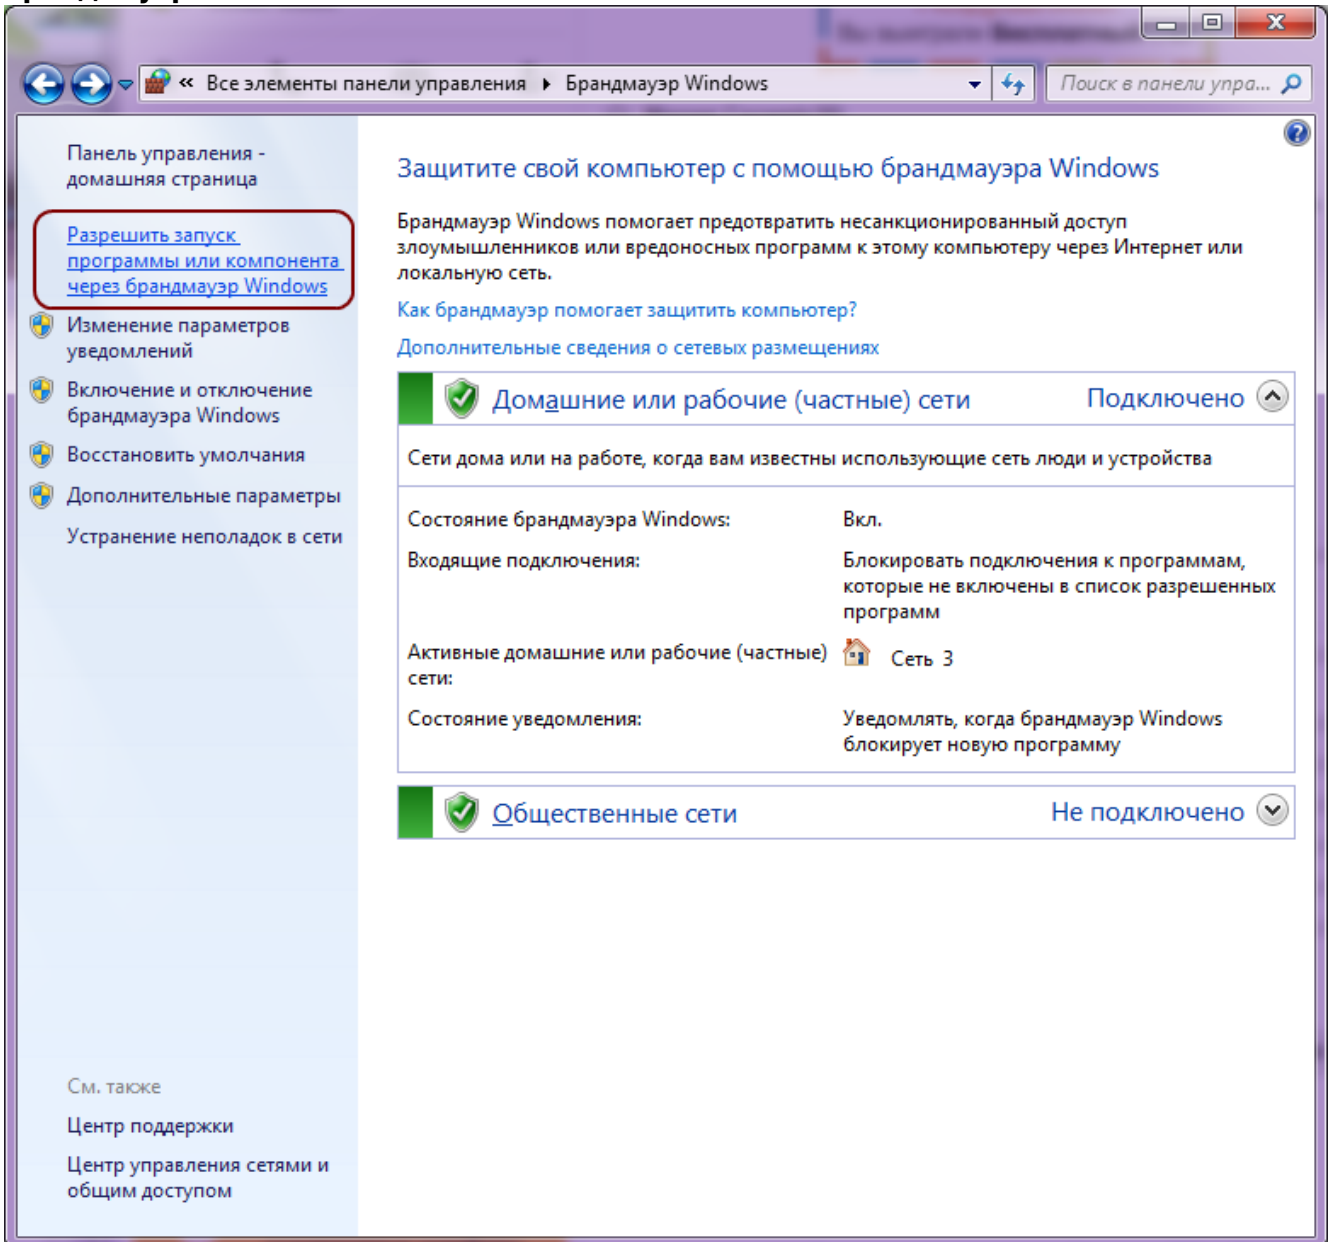 « Все элементы панели управления ▸ Брандмауэр Windows
Поиск в панели упра...
Панель управления -
домашняя страница
Разрешить запуск
программы или компонента
через брандмауэр Windows
Изменение параметров
уведомлений
Включение и отключение
брандмауэра Windows
Восстановить умолчания
Дополнительные параметры
Устранение неполадок в сети
См. также
Центр поддержки
Центр управления сетями и
общим доступом
Защитите свой компьютер с помощью брандмауэра Windows
Брандмауэр Windows помогает предотвратить несанкционированный доступ
злоумышленников или вредоносных программ к этому компьютеру через Интернет или
локальную сеть.
Как брандмауэр помогает защитить компьютер?
Дополнительные сведения о сетевых размещениях
Домашние или рабочие (частные) сети Подключено
Сети дома или на работе, когда вам известны использующие сеть люди и устройства
Состояние брандмауэра Windows: Вкл.
Входящие подключения: Блокировать подключения к программам,
которые не включены в список разрешенных
программ
Активные домашние или рабочие (частные)
сети: Сеть 3
Состояние уведомления: Уведомлять, когда брандмауэр Windows
блокирует новую программу
Общественные сети Не подключено